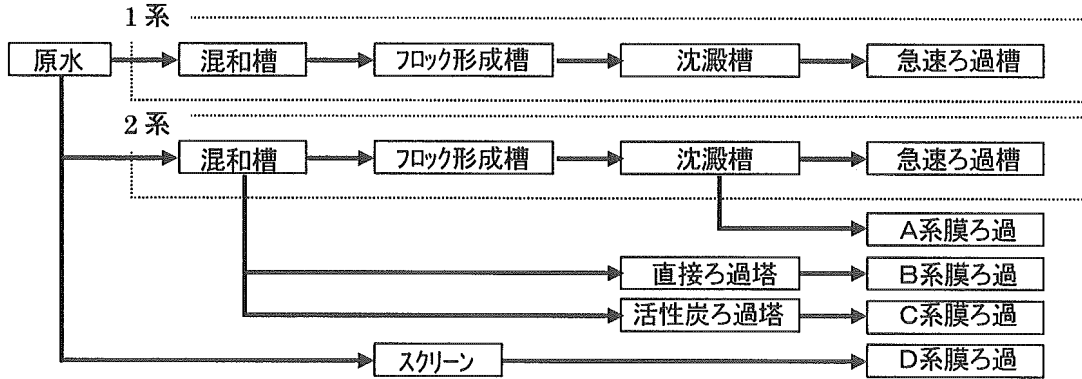 1系
原水 混和槽 フロック形成槽 沈澱槽 急速ろ過槽
2系
混和槽 フロック形成槽 沈澱槽 急速ろ過槽
A系膜ろ過
直接ろ過塔 B系膜ろ過
活性炭ろ過塔 C系膜ろ過
スクリーン D系膜ろ過